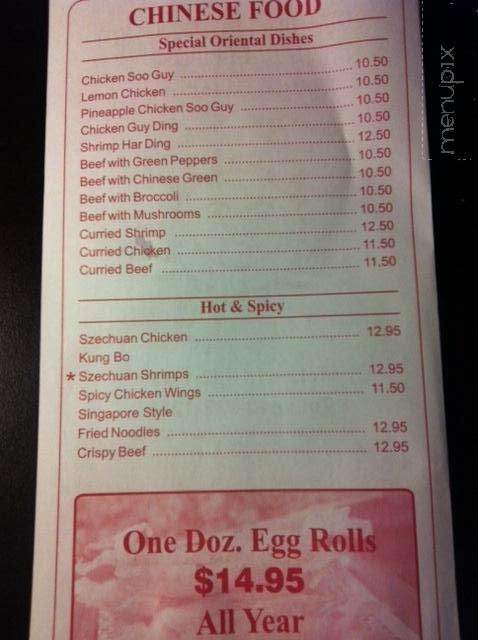 CHINESE FOOD
Special Oriental Dishes
Chicken Soo Guy 10.50
Lemon Chicken 10.50
Pineapple Chicken Soo Guy 10.50
Chicken Guy Ding 10.50
Shrimp Har Ding 12.50
Beef with Green Peppers 10.50
Beef with Chinese Green 10.50
Beef with Broccoli 10.50
Beef with Mushrooms 10.50
Curried Shrimp 12.50
Curried Chicken 11.50
Curried Beef 11.50
Hot & Spicy
Szechuan Chicken 12.95
Kung Bo
* Szechuan Shrimps 12.95
Spicy Chicken Wings 11.50
Singapore Style
Fried Noodles 12.95
Crispy Beef 12.95
One Doz. Egg Rolls
$14.95
All Year
menupix